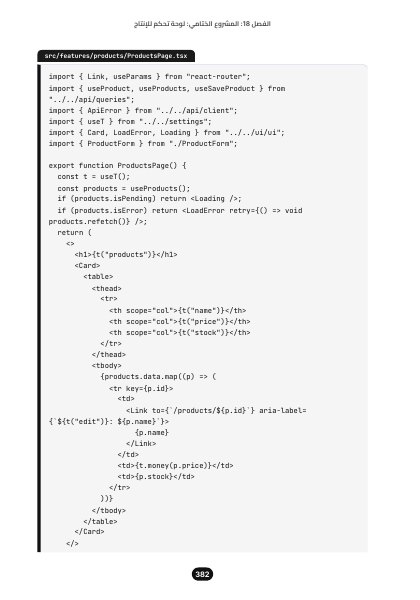 الفصل 18: المشروع الختامي: لوحة تحكم للإنتاج
src/features/products/ProductsPage.tsx
import { Link, useParams } from "react-router";
import { useProduct, useProducts, useSaveProduct } from
"../../api/queries";
import { ApiError } from "../../api/client";
import { useT } from "../../settings";
import { Card, LoadError, Loading } from "../../ui/ui";
import { ProductForm } from "./ProductForm";
export function ProductsPage() {
  const t = useT();
  const products = useProducts();
  if (products.isPending) return <Loading />;
  if (products.isError) return <LoadError retry={() => void
products.refetch()} />;
  return (
    <>
      <h1>{t("products")}</h1>
      <Card>
        <table>
          <thead>
            <tr>
              <th scope="col">{t("name")}</th>
              <th scope="col">{t("price")}</th>
              <th scope="col">{t("stock")}</th>
            </tr>
          </thead>
          <tbody>
            {products.data.map((p) => (
              <tr key={p.id}>
                <td>
                  <Link to={`/products/${p.id}`} aria-label=
{`${t("edit")}: ${p.name}`}>
                    {p.name}
                  </Link>
                </td>
                <td>{t.money(p.price)}</td>
                <td>{p.stock}</td>
              </tr>
            ))}
          </tbody>
        </table>
      </Card>
    </>
382